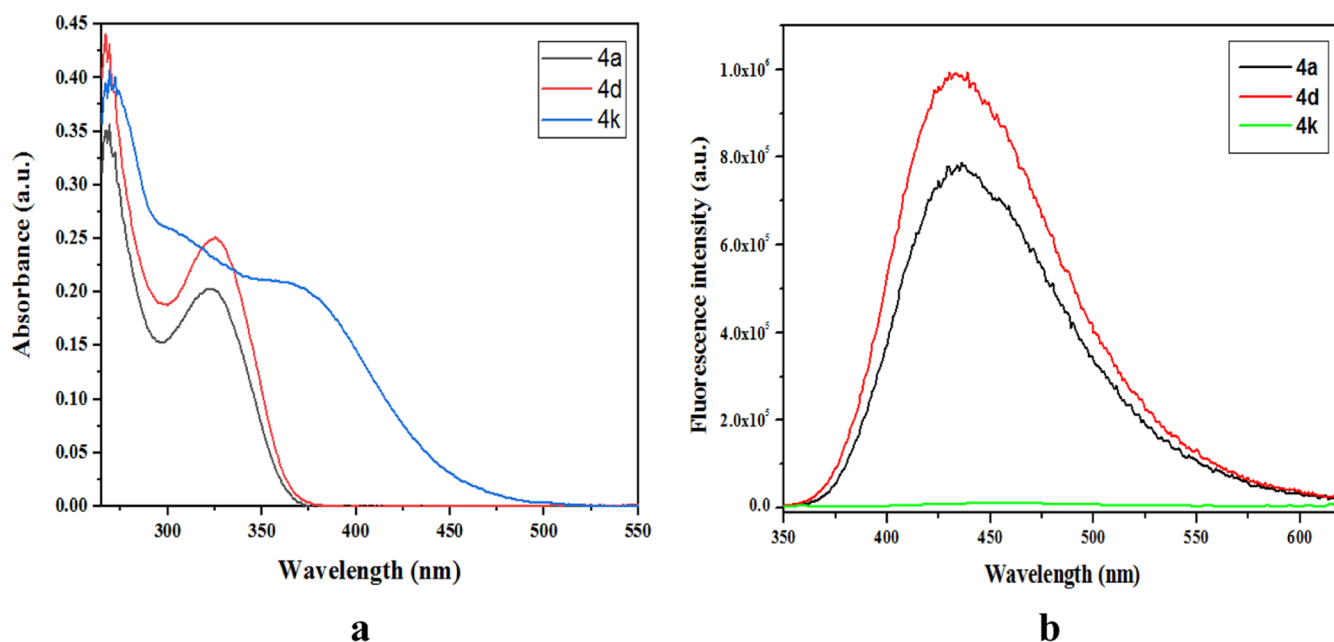 0.45
0.40
0.35
0.30
0.25
0.20
0.15
0.10
0.05
0.00
Absorbance (a.u.)
4a
4d
4k
300
350
400
450
500
550
Wavelength (nm)
a
1.0x10⁶
8.0x10⁵
6.0x10⁵
4.0x10⁵
2.0x10⁵
0.0
Fluorescence intensity (a.u.)
4a
4d
4k
350
400
450
500
550
600
Wavelength (nm)
b